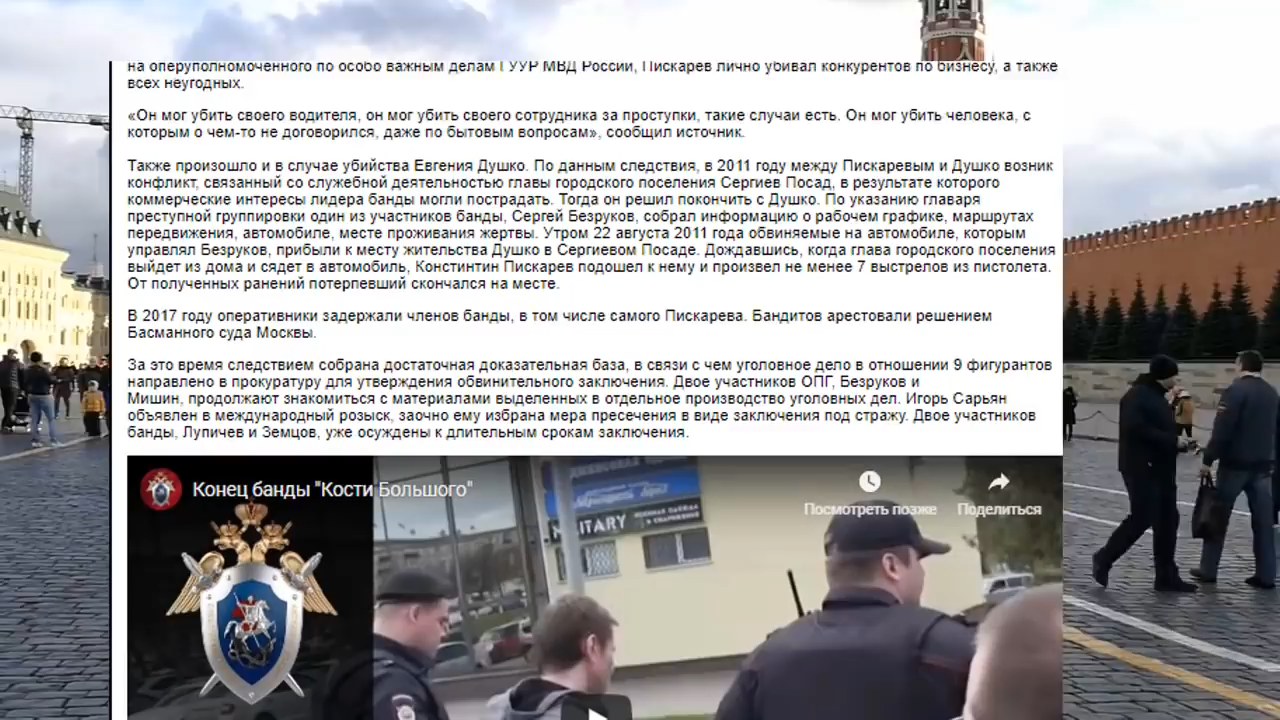 на оперуполномоченного по особо важным делам ГУУР МВД России, Пискарев лично убивал конкурентов по бизнесу, а также
всех неугодных.
«Он мог убить своего водителя, он мог убить своего сотрудника за проступки, такие случаи есть. Он мог убить человека, с
которым о чем-то не договорился, даже по бытовым вопросам», сообщил источник.
Также произошло и в случае убийства Евгения Душко. По данным следствия, в 2011 году между Пискаревым и Душко возник
конфликт, связанный со служебной деятельностью главы городского поселения Сергиев Посад, в результате которого
коммерческие интересы лидера банды могли пострадать. Тогда он решил покончить с Душко. По указанию главаря
преступной группировки один из участников банды, Сергей Безруков, собрал информацию о рабочем графике, маршрутах
передвижения, автомобиле, месте проживания жертвы. Утром 22 августа 2011 года обвиняемые на автомобиле, которым
управлял Безруков, прибыли к месту жительства Душко в Сергиевом Посаде. Дождавшись, когда глава городского поселения
выйдет из дома и сядет в автомобиль, Констинтин Пискарев подошел к нему и произвел не менее 7 выстрелов из пистолета.
От полученных ранений потерпевший скончался на месте.
В 2017 году оперативники задержали членов банды, в том числе самого Пискарева. Бандитов арестовали решением
Басманного суда Москвы.
За это время следствием собрана достаточная доказательная база, в связи с чем уголовное дело в отношении 9 фигурантов
направлено в прокуратуру для утверждения обвинительного заключения. Двое участников ОПГ, Безруков и
Мишин, продолжают знакомиться с материалами выделенных в отдельное производство уголовных дел. Игорь Сарьян
объявлен в международный розыск, заочно ему избрана мера пресечения в виде заключения под стражу. Двое участников
банды, Лупичев и Земцов, уже осуждены к длительным срокам заключения.
Конец банды "Кости Большого"
Посмотреть позже
Поделиться
MILITARY